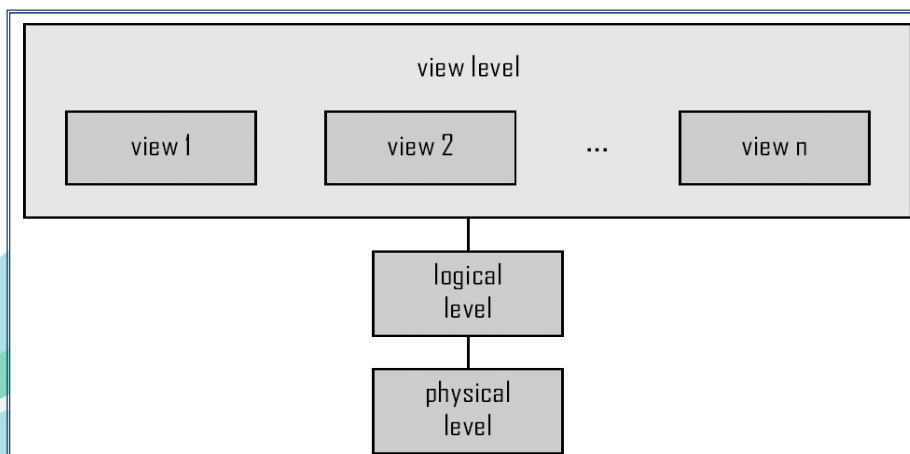 view level
view 1 view 2 ... view n
logical
level
physical
level